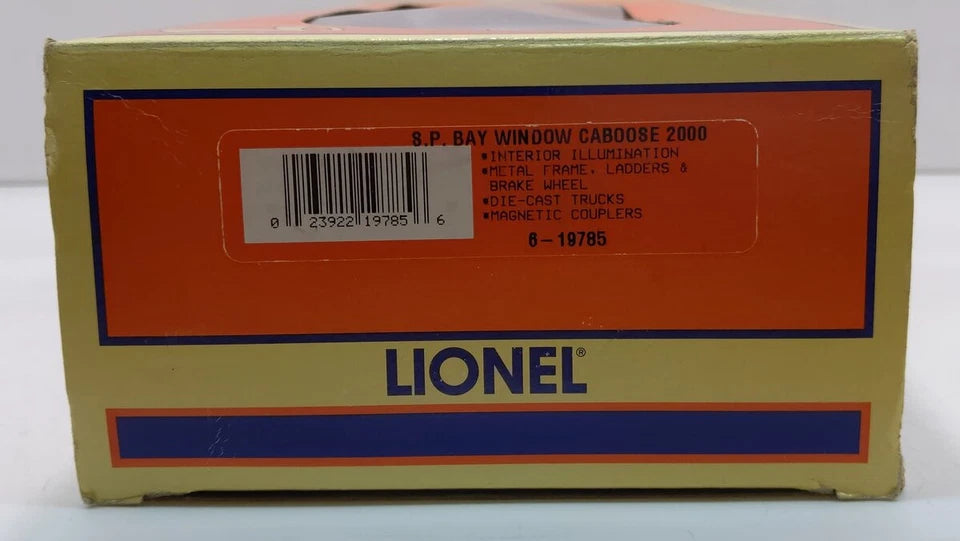 S.P. BAY WINDOW CABOOSE 2000
*INTERIOR ILLUMINATION
*METAL FRAME, LADDERS &
BRAKE WHEEL
*DIE-CAST TRUCKS
*MAGNETIC COUPLERS
0 23922 19785 6
6-19785
LIONEL®